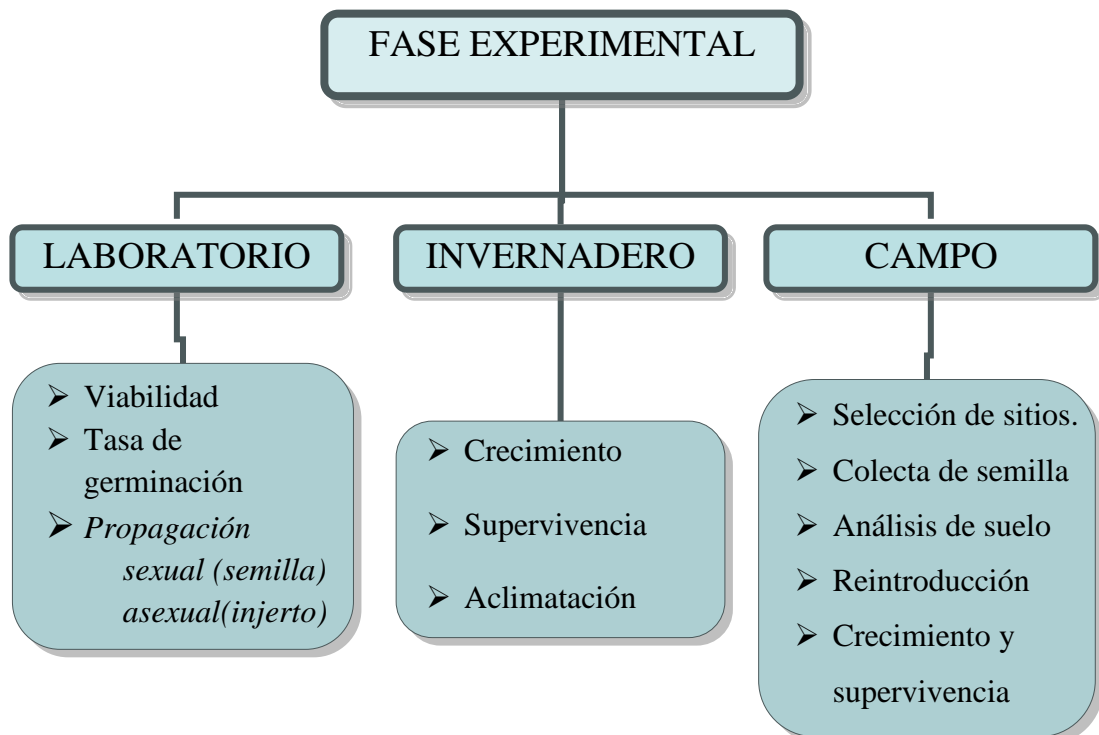 FASE EXPERIMENTAL
LABORATORIO
INVERNADERO
CAMPO
➢ Viabilidad
➢ Tasa de
germinación
➢ Propagación
sexual (semilla)
asexual(injerto)
➢ Crecimiento
➢ Supervivencia
➢ Aclimatación
➢ Selección de sitios.
➢ Colecta de semilla
➢ Análisis de suelo
➢ Reintroducción
➢ Crecimiento y
supervivencia